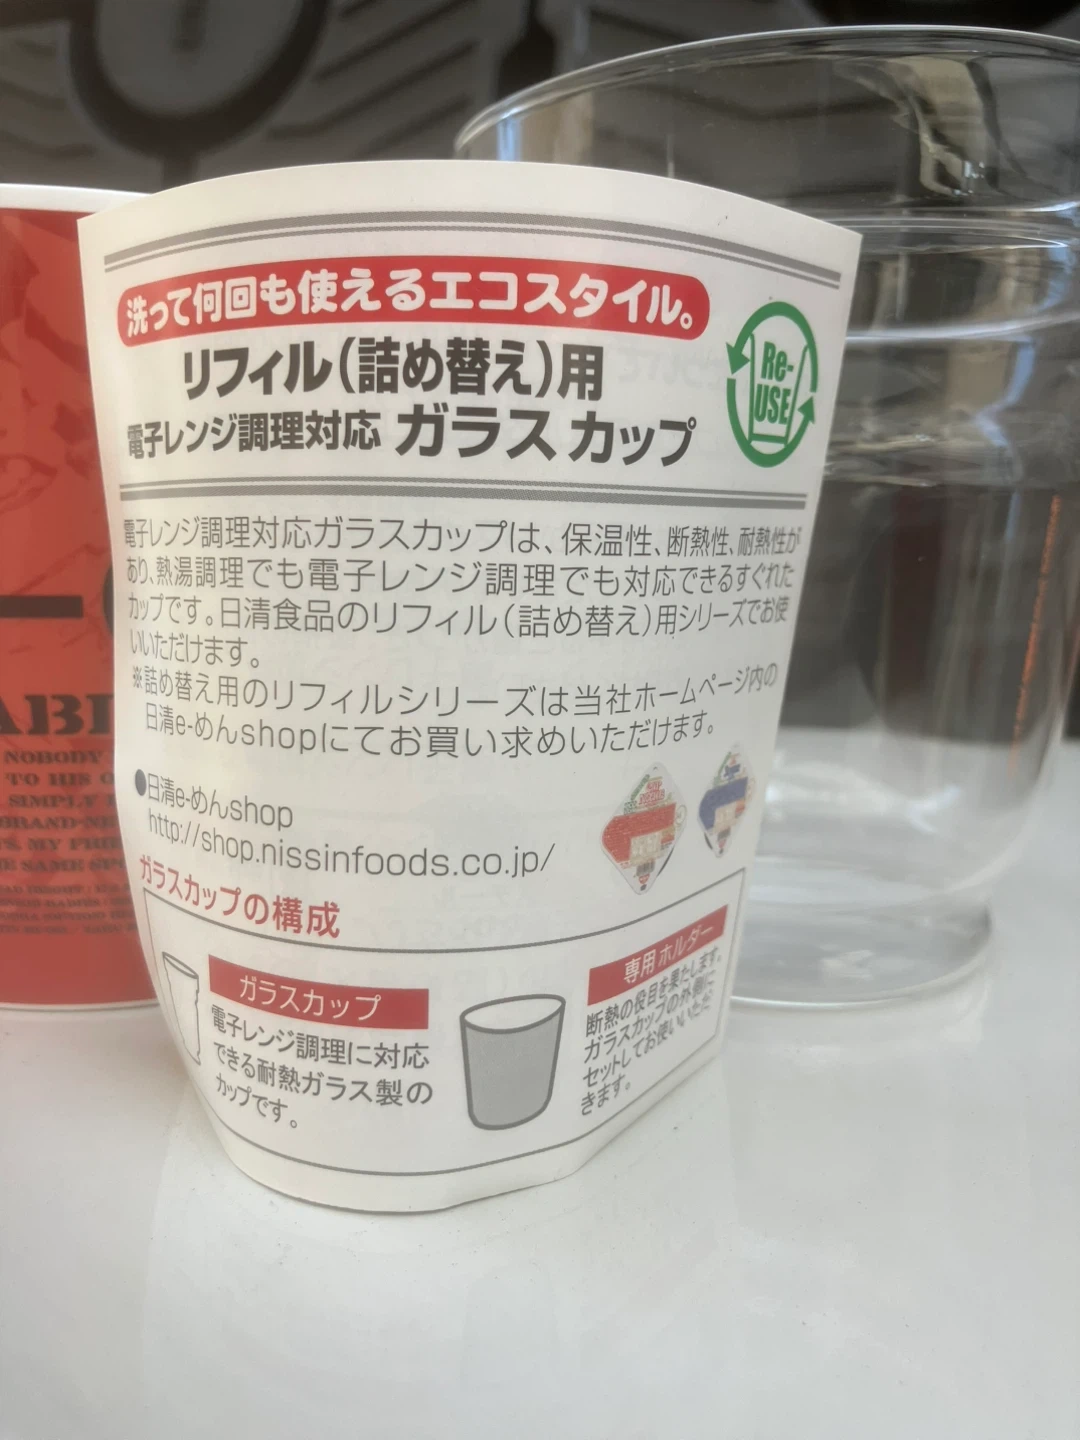 洗って何回も使えるエコスタイル。
リフィル(詰め替え)用
電子レンジ調理対応 ガラスカップ
Re-
USE
電子レンジ調理対応ガラスカップは、保温性、断熱性、耐熱性が
あり、熱湯調理でも電子レンジ調理でも対応できるすぐれた
カップです。日清食品のリフィル(詰め替え)用シリーズでお使
いいただけます。
※詰め替え用のリフィルシリーズは当社ホームページ内の
日清e-めんshopにてお買い求めいただけます。
●日清e-めんshop
http://shop.nissinfoods.co.jp/
ガラスカップの構成
ガラスカップ
電子レンジ調理に対応
できる耐熱ガラス製の
カップです。
専用ホルダー
断熱の役目を果たします。
ガラスカップの外側に
セットしてお使いいただ
きます。
NOBODY
TO HIS
SIMPLY
MY
SAME